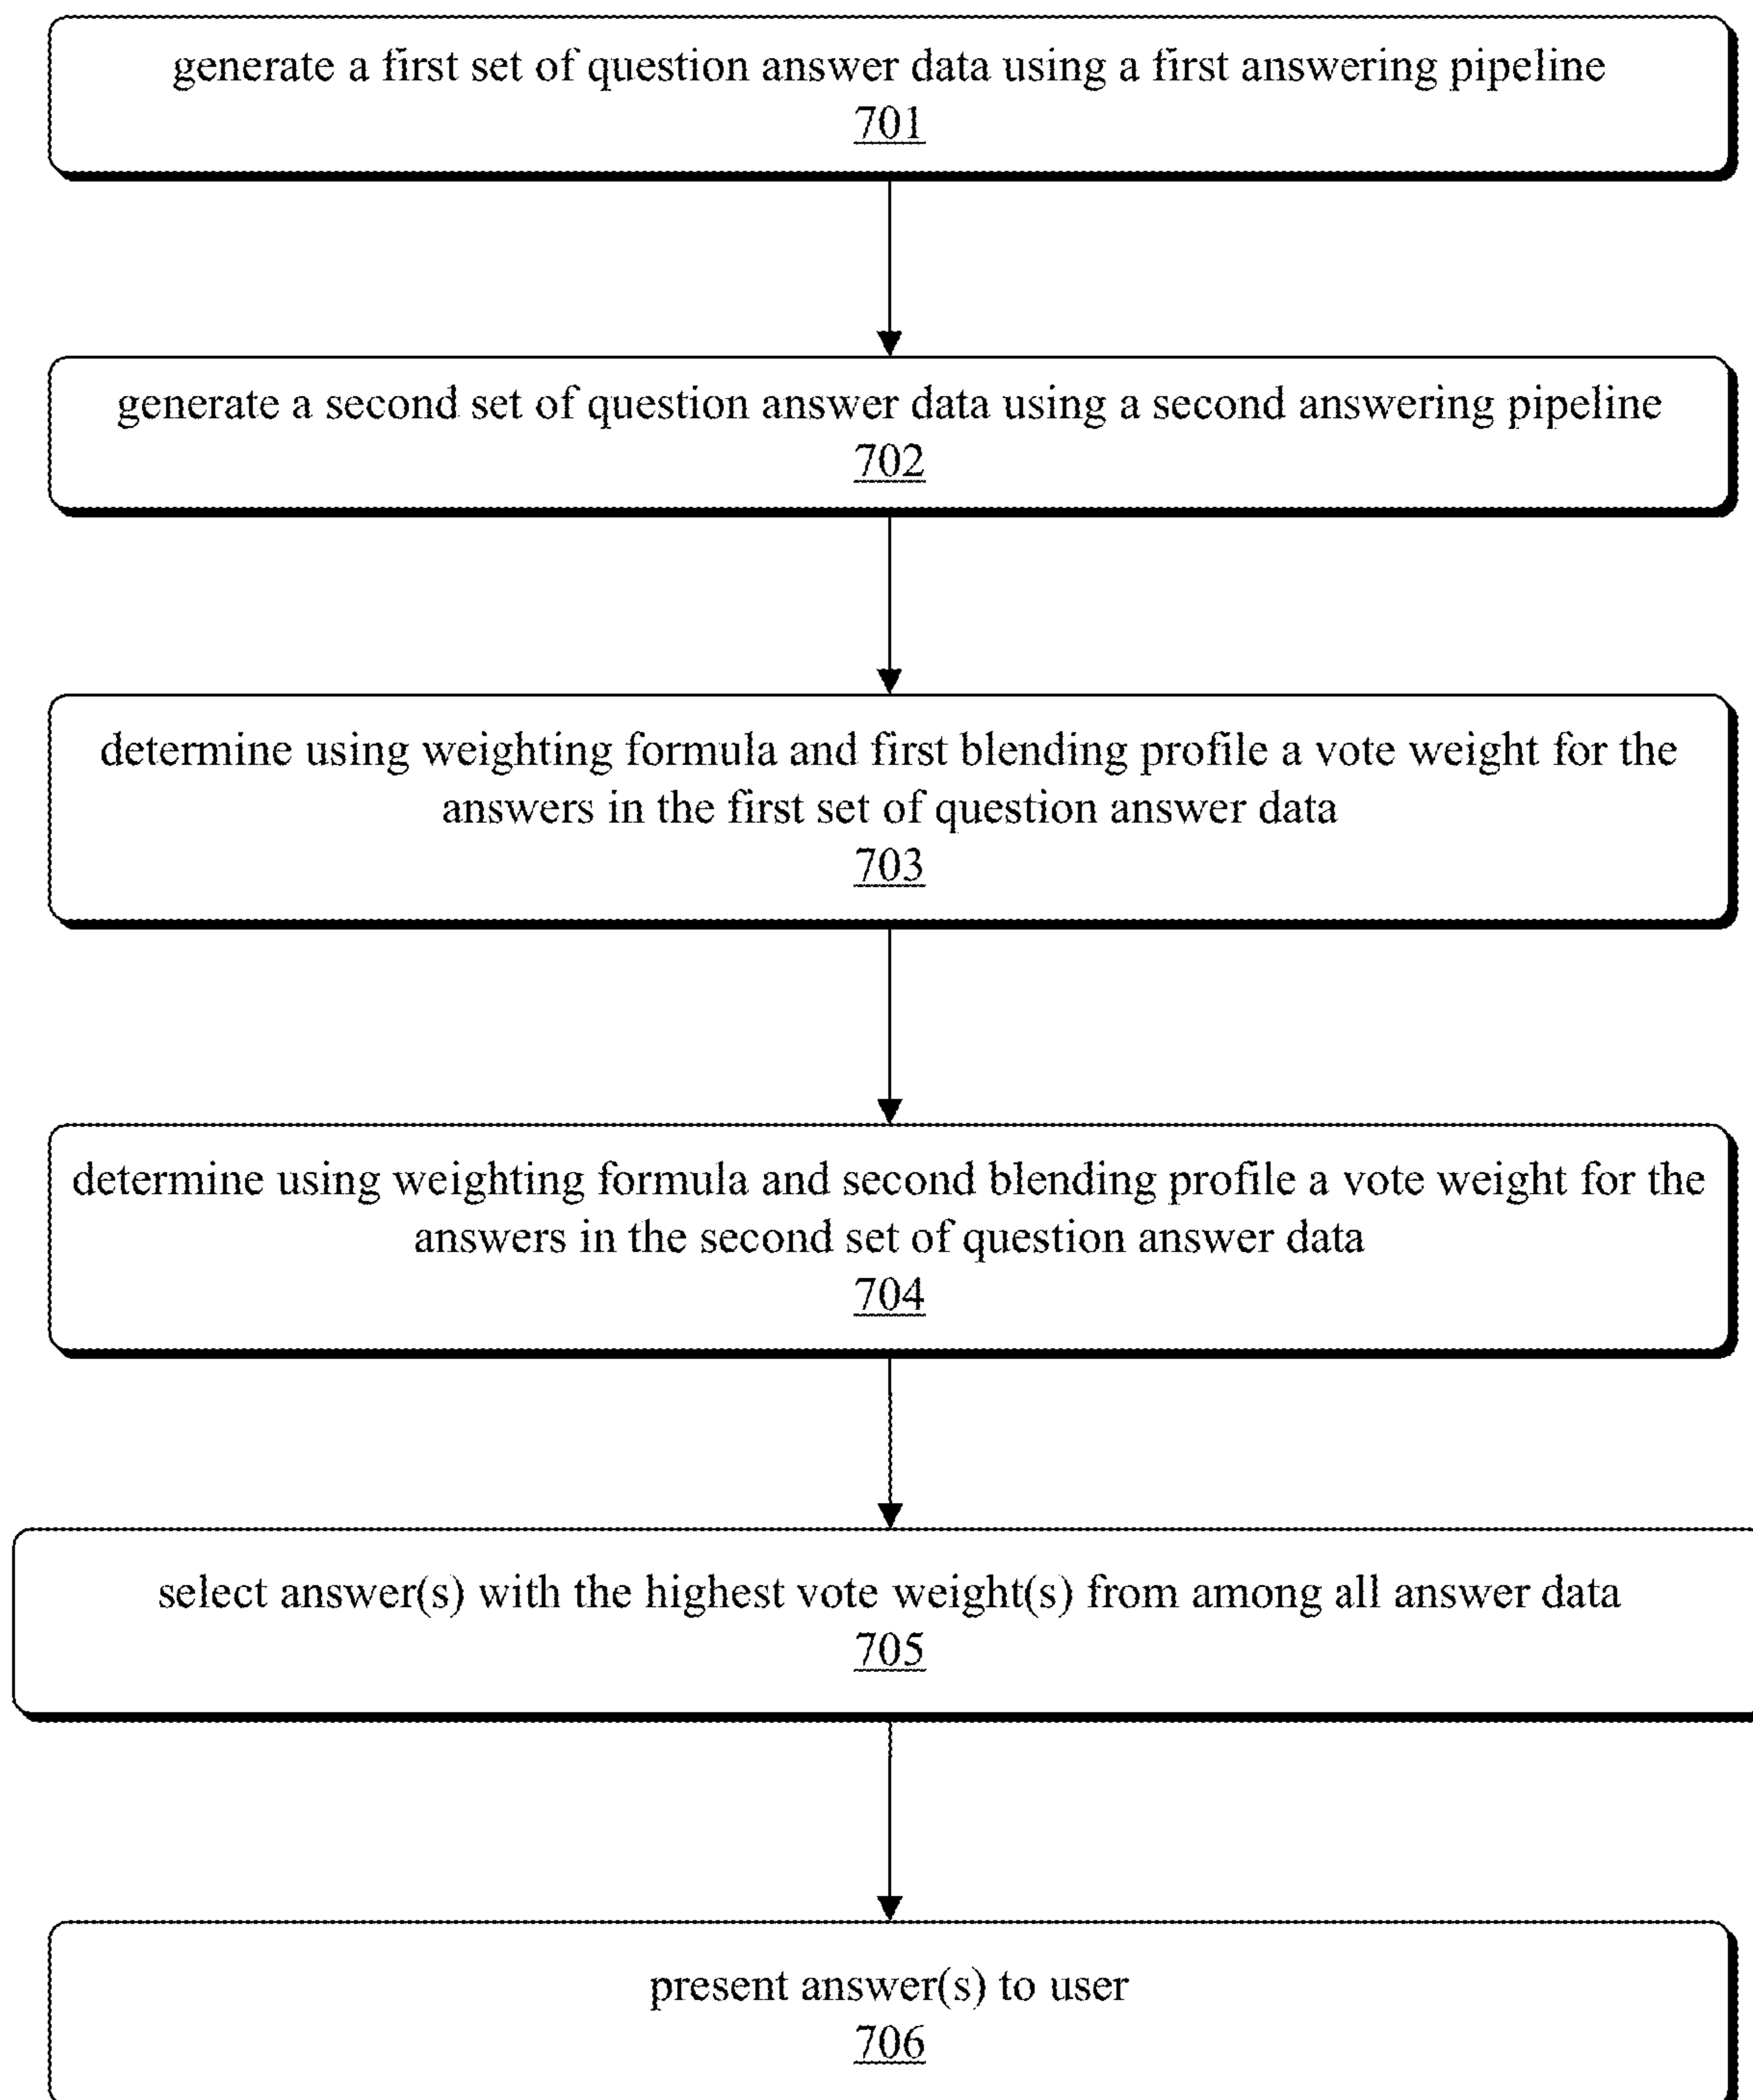 generate a first set of question answer data using a first answering pipeline
701
generate a second set of question answer data using a second answering pipeline
702
determine using weighting formula and first blending profile a vote weight for the
answers in the first set of question answer data
703
determine using weighting formula and second blending profile a vote weight for the
answers in the second set of question answer data
704
select answer(s) with the highest vote weight(s) from among all answer data
705
present answer(s) to user
706